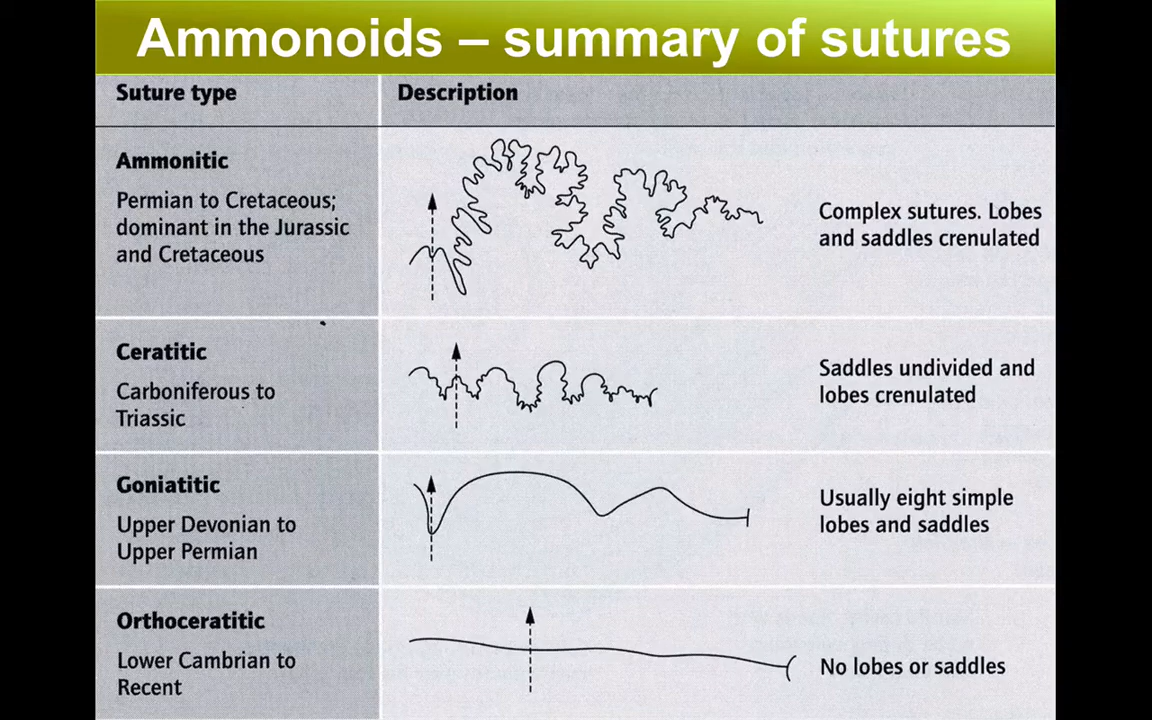 Ammonoids – summary of sutures
Suture type
Description
Ammonitic
Permian to Cretaceous;
dominant in the Jurassic
and Cretaceous
Complex sutures. Lobes
and saddles crenulated
Ceratitic
Carboniferous to
Triassic
Saddles undivided and
lobes crenulated
Goniatitic
Upper Devonian to
Upper Permian
Usually eight simple
lobes and saddles
Orthoceratitic
Lower Cambrian to
Recent
No lobes or saddles